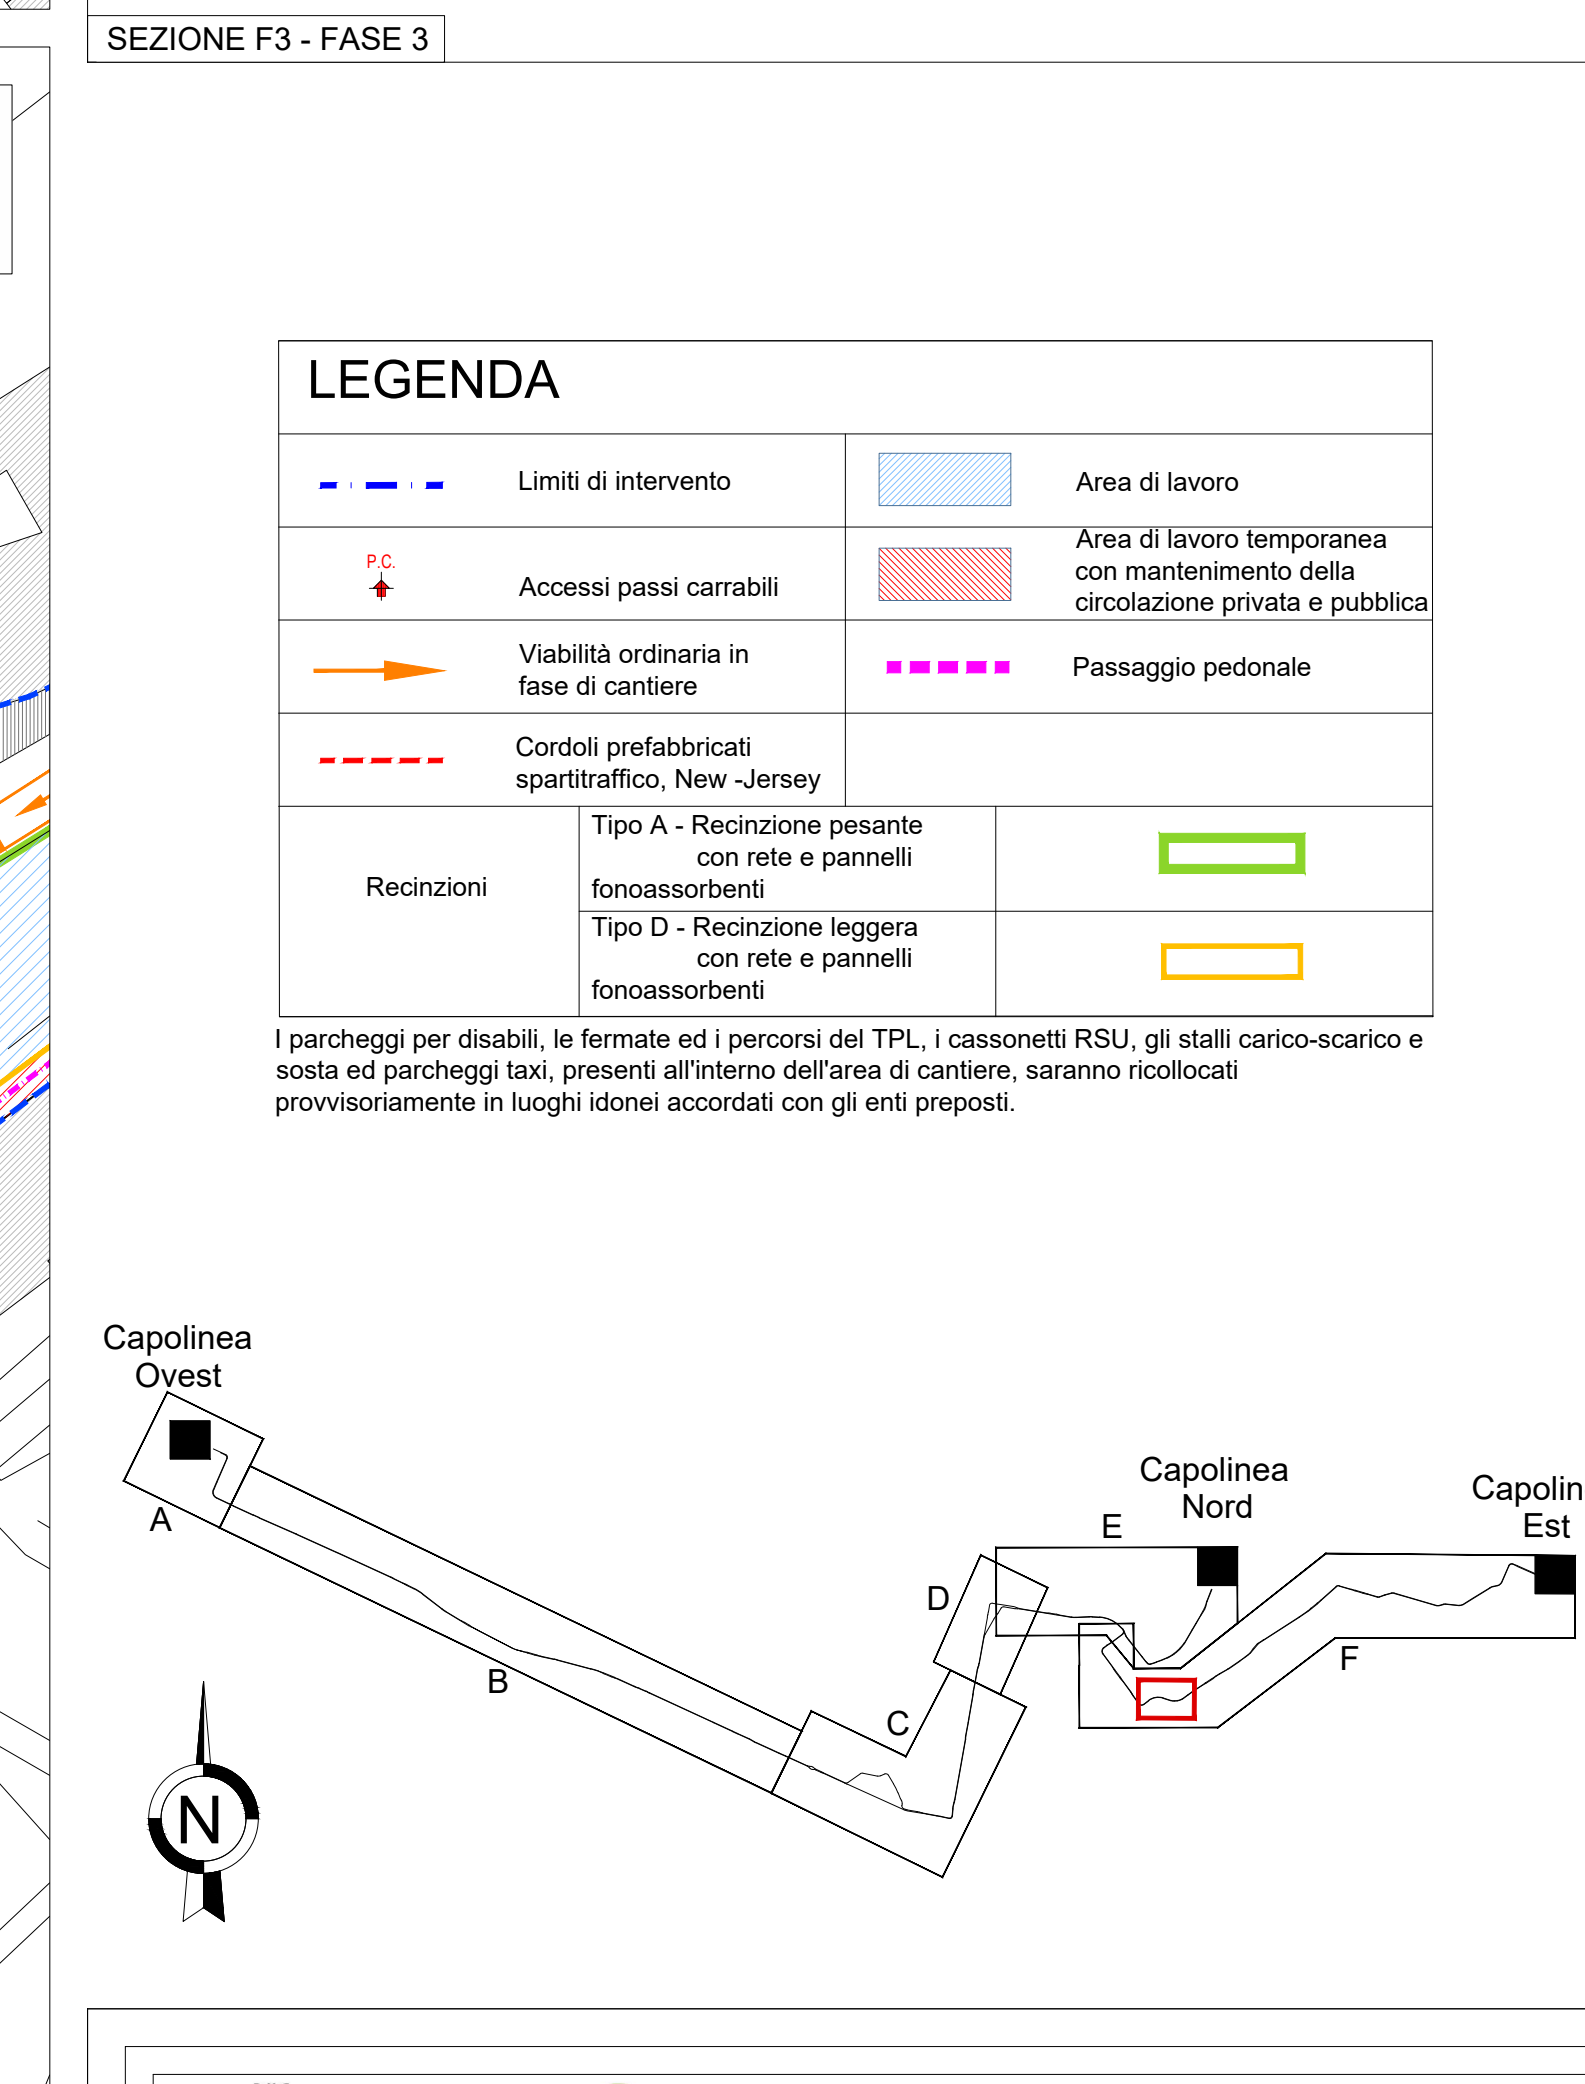 SEZIONE F3 - FASE 3
LEGENDA
Limiti di intervento
Area di lavoro
P.C.
Accessi passi carrabili
Area di lavoro temporanea
con mantenimento della
circolazione privata e pubblica
Viabilità ordinaria in
fase di cantiere
Passaggio pedonale
Cordoli prefabbricati
spartitraffico, New -Jersey
Recinzioni
Tipo A - Recinzione pesante
con rete e pannelli
fonoassorbenti
Tipo D - Recinzione leggera
con rete e pannelli
fonoassorbenti
I parcheggi per disabili, le fermate ed i percorsi del TPL, i cassonetti RSU, gli stalli carico-scarico e
sosta ed parcheggi taxi, presenti all'interno dell'area di cantiere, saranno ricollocati
provvisoriamente in luoghi idonei accordati con gli enti preposti.
Capolinea
Ovest
A
B
C
D
E
Capolinea
Nord
Capolin
Est
F
N